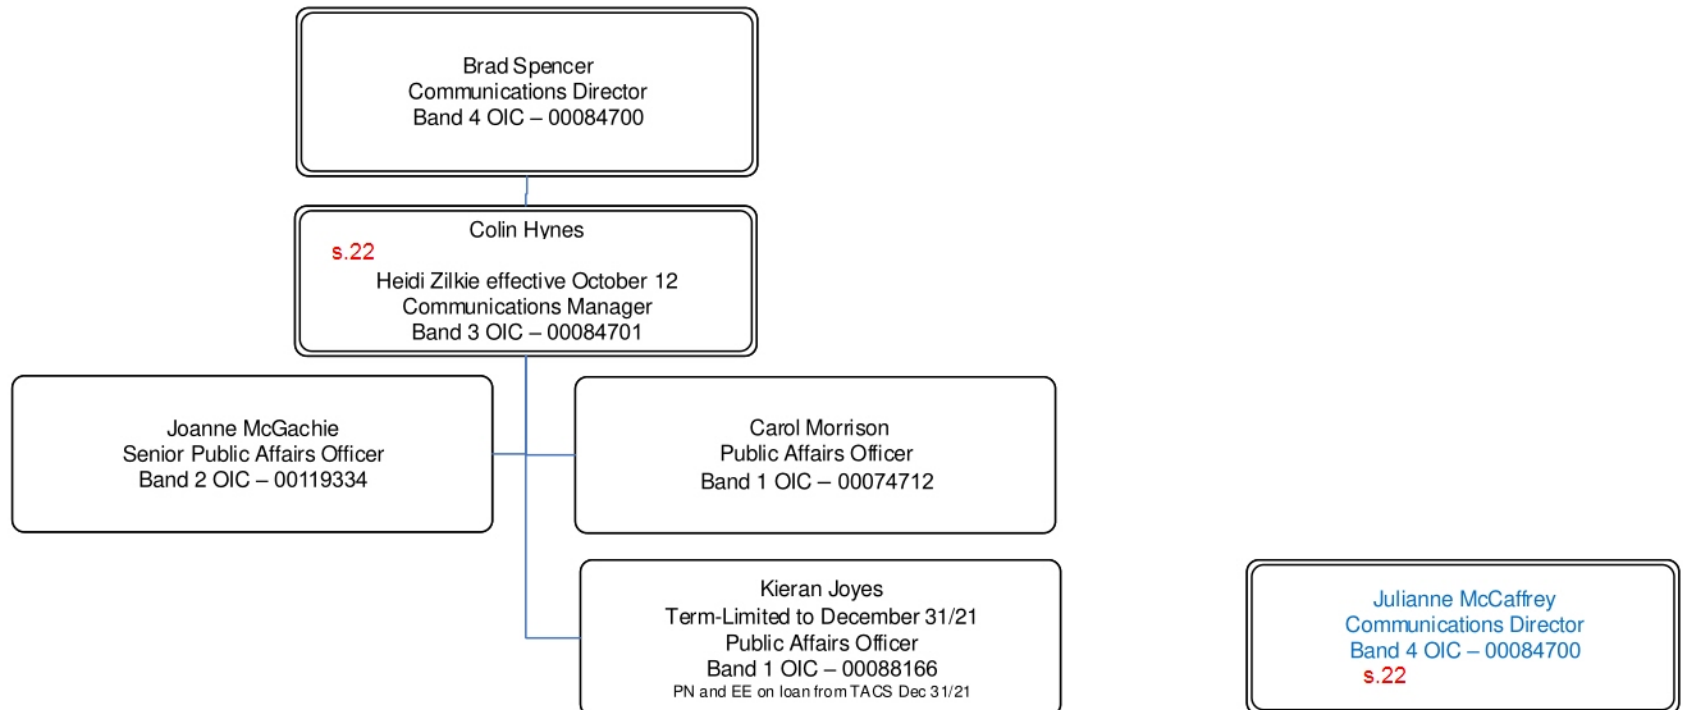 Brad Spencer
Communications Director
Band 4 OIC – 00084700
Colin Hynes
s.22
Heidi Zilkie effective October 12
Communications Manager
Band 3 OIC – 00084701
Joanne McGachie
Senior Public Affairs Officer
Band 2 OIC – 00119334
Carol Morrison
Public Affairs Officer
Band 1 OIC – 00074712
Kieran Joyes
Term-Limited to December 31/21
Public Affairs Officer
Band 1 OIC – 00088166
PN and EE on loan from TACS Dec 31/21
Julianne McCaffrey
Communications Director
Band 4 OIC – 00084700
s.22